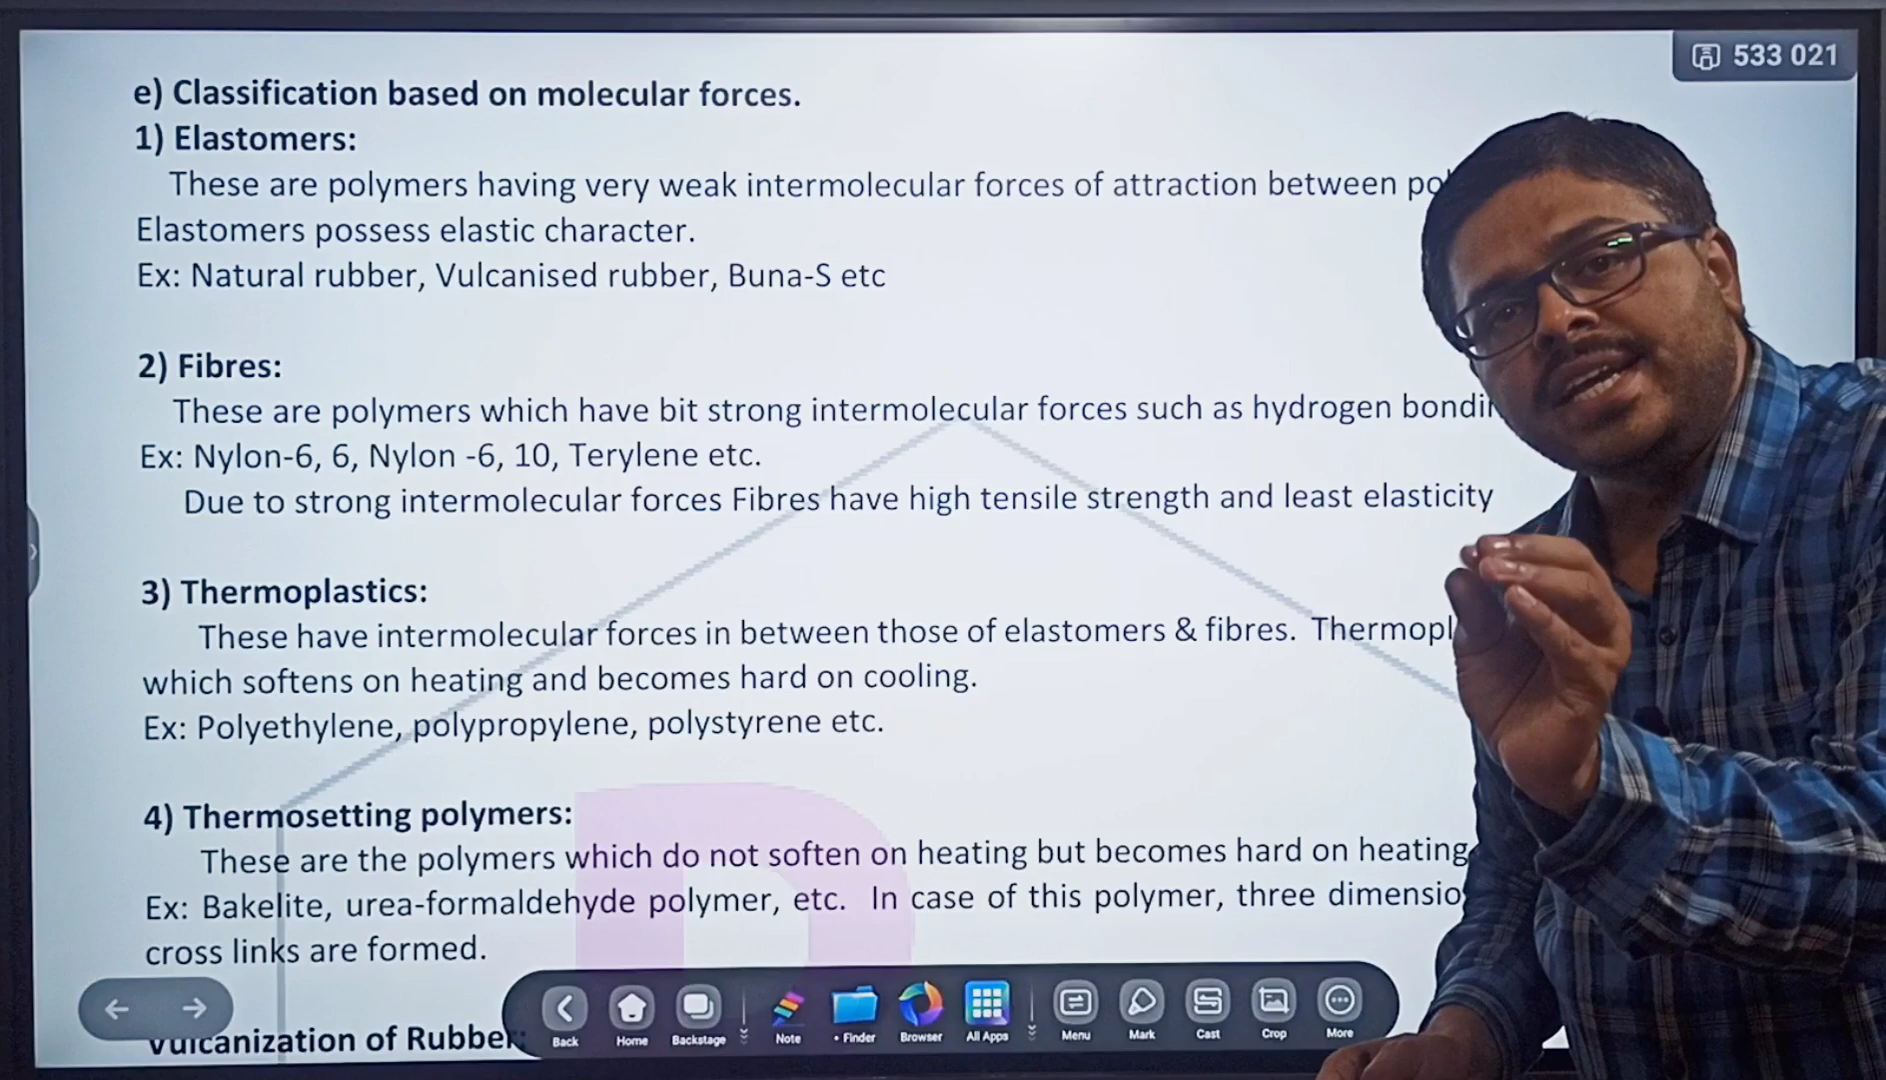 533 021
e) Classification based on molecular forces.
1) Elastomers:
These are polymers having very weak intermolecular forces of attraction between
Elastomers possess elastic character.
Ex: Natural rubber, Vulcanised rubber, Buna-S etc
2) Fibres:
These are polymers which have bit strong intermolecular forces such as hydrogen
Ex: Nylon-6, 6, Nylon -6, 10, Terylene etc.
Due to strong intermolecular forces Fibres have high tensile strength and least elasticity
3) Thermoplastics:
These have intermolecular forces in between those of elastomers & fibres.
which softens on heating and becomes hard on cooling.
Ex: Polyethylene, polypropylene, polystyrene etc.
4) Thermosetting polymers:
These are the polymers which do not soften on heating but becomes hard on heating
Ex: Bakelite, urea-formaldehyde polymer, etc. In case of this polymer, three
cross links are formed.
Vulcanization of Rubber:
Back Home Backstage Note • Finder Browser All Apps Menu Mark Cast Crop More